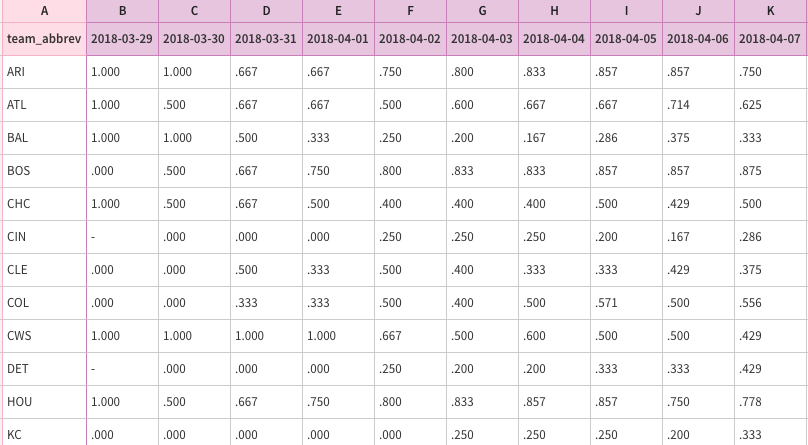 A B C D E F G H I J K
team_abbrev 2018-03-29 2018-03-30 2018-03-31 2018-04-01 2018-04-02 2018-04-03 2018-04-04 2018-04-05 2018-04-06 2018-04-07
ARI 1.000 1.000 .667 .667 .750 .800 .833 .857 .857 .750
ATL 1.000 .500 .667 .667 .500 .600 .667 .667 .714 .625
BAL 1.000 1.000 .500 .333 .250 .200 .167 .286 .375 .333
BOS .000 .500 .667 .750 .800 .833 .833 .857 .857 .875
CHC 1.000 .500 .667 .500 .400 .400 .400 .500 .429 .500
CIN - .000 .000 .000 .250 .250 .250 .200 .167 .286
CLE .000 .000 .500 .333 .500 .400 .333 .333 .429 .375
COL .000 .000 .333 .333 .500 .400 .500 .571 .500 .556
CWS 1.000 1.000 1.000 1.000 .667 .500 .600 .500 .500 .429
DET - .000 .000 .000 .250 .200 .200 .333 .333 .429
HOU 1.000 .500 .667 .750 .800 .833 .857 .857 .750 .778
KC .000 .000 .000 .000 .000 .250 .250 .250 .200 .333